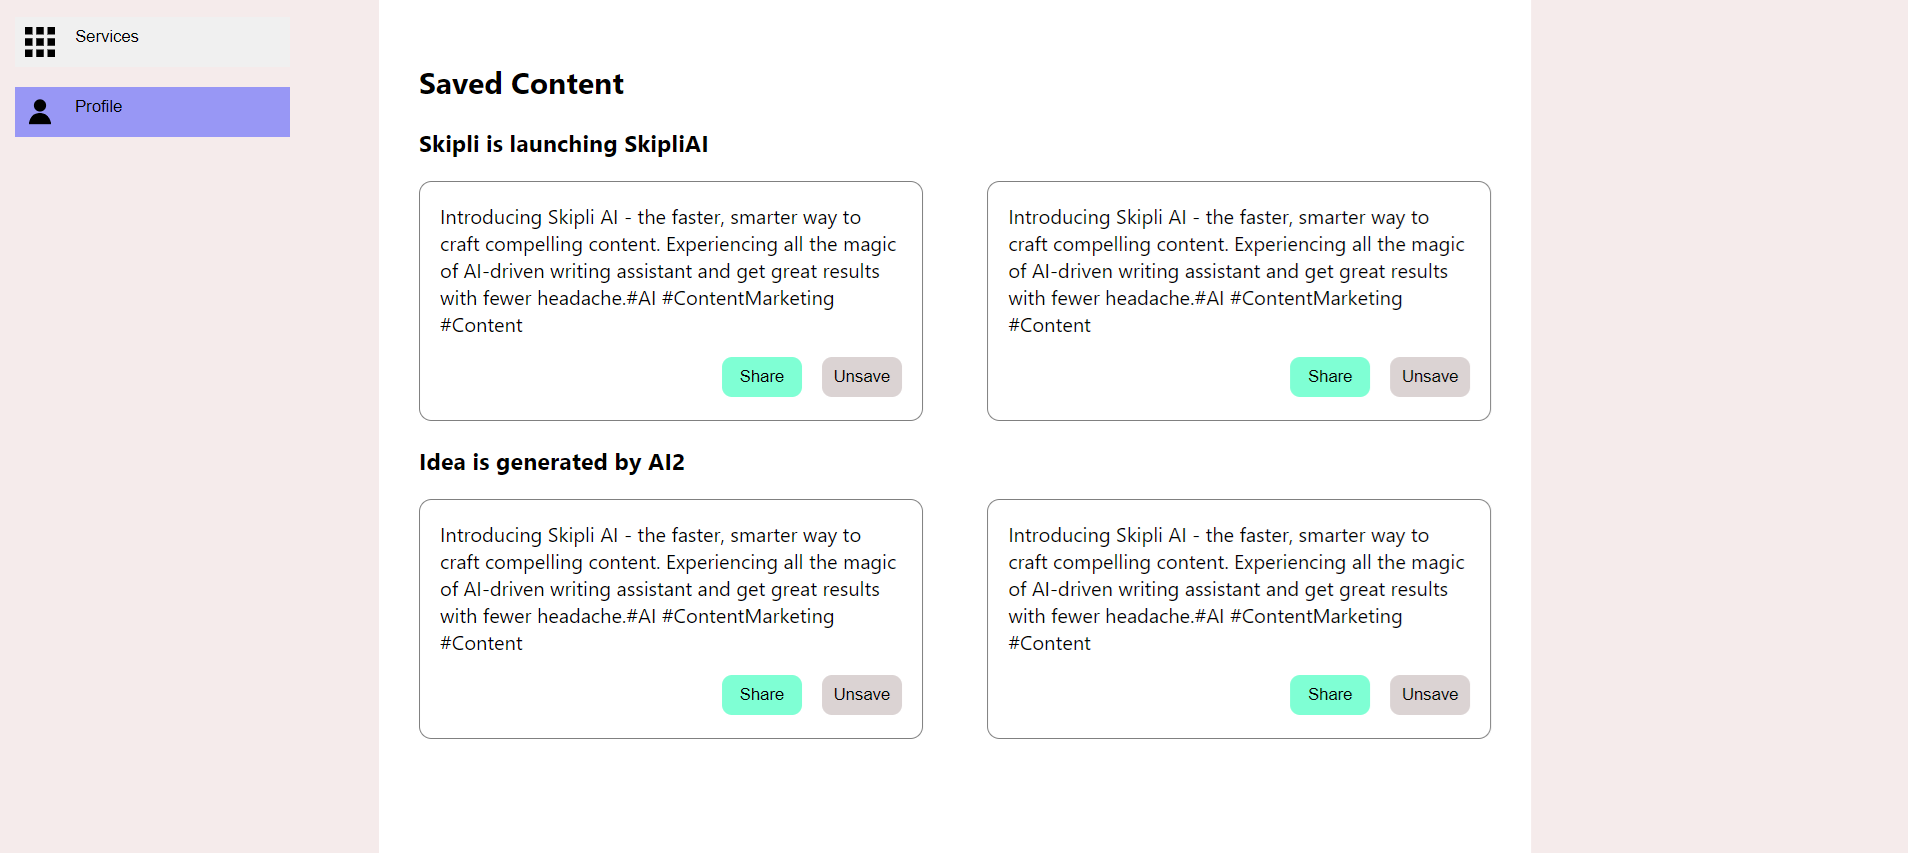 Services
Profile
Saved Content
Skipli is launching SkipliAI
Introducing Skipli AI - the faster, smarter way to
craft compelling content. Experiencing all the magic
of AI-driven writing assistant and get great results
with fewer headache.#AI #ContentMarketing
#Content
Share Unsave
Introducing Skipli AI - the faster, smarter way to
craft compelling content. Experiencing all the magic
of AI-driven writing assistant and get great results
with fewer headache.#AI #ContentMarketing
#Content
Share Unsave
Idea is generated by AI2
Introducing Skipli AI - the faster, smarter way to
craft compelling content. Experiencing all the magic
of AI-driven writing assistant and get great results
with fewer headache.#AI #ContentMarketing
#Content
Share Unsave
Introducing Skipli AI - the faster, smarter way to
craft compelling content. Experiencing all the magic
of AI-driven writing assistant and get great results
with fewer headache.#AI #ContentMarketing
#Content
Share Unsave